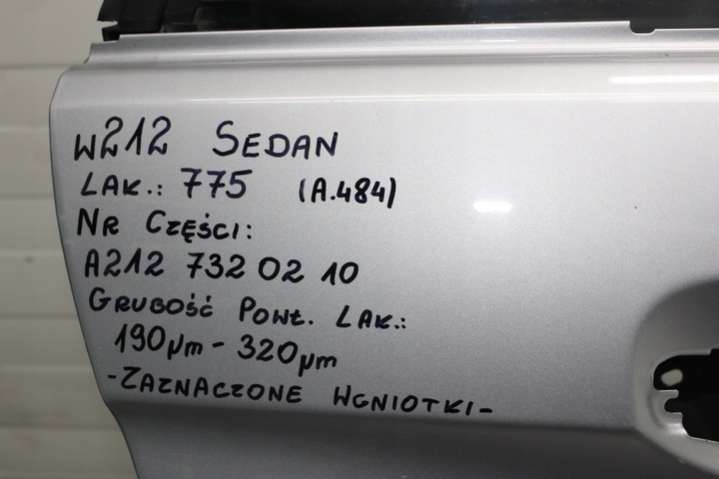 W212 SEDAN
LAK.: 775 (A.484)
NR CZĘŚCI:
A212 732 02 10
GRUBOŚĆ POWŁ. LAK.:
190µm - 320µm
-ZAZNACZONE WGNIOTKI-